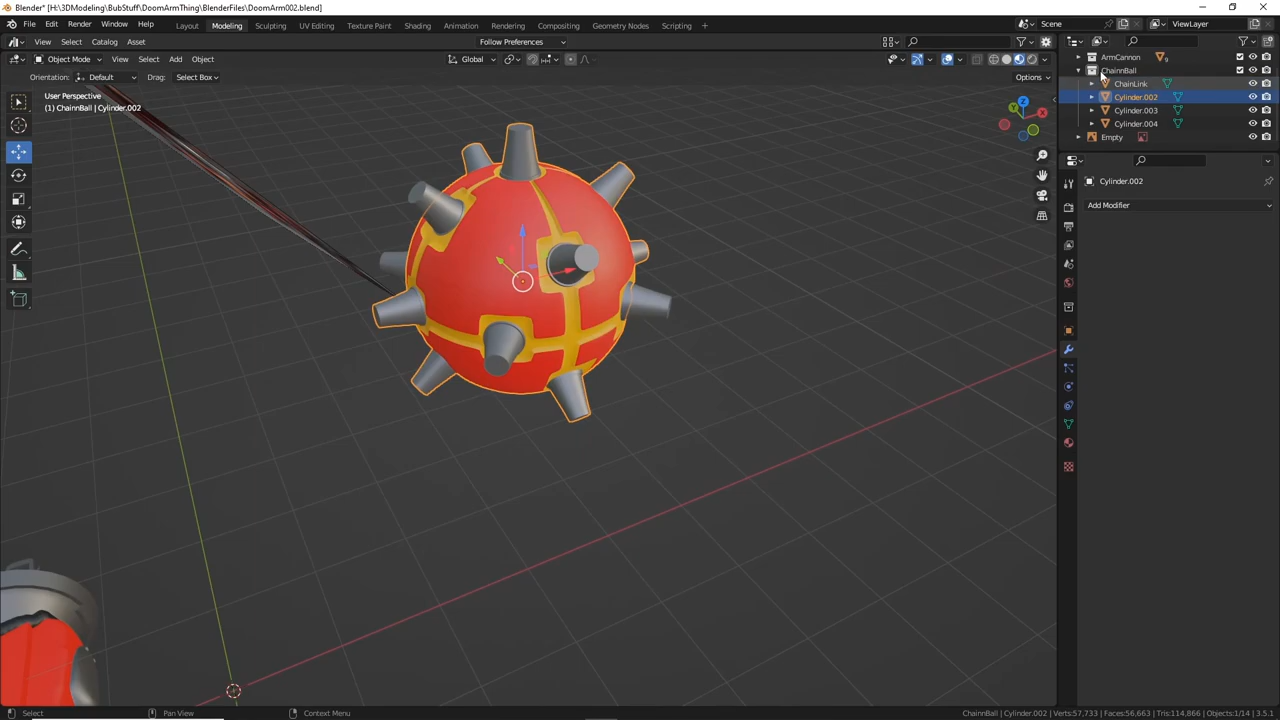 Blender* [H:\3DModeling\BubStuff\DoomArmThing\BlenderFiles\DoomArm002.blend]
File Edit Render Window Help Layout Modeling Sculpting UV Editing Texture Paint Shading Animation Rendering Compositing Geometry Nodes Scripting + Scene ViewLayer
View Select Catalog Asset Follow Preferences
Object Mode View Select Add Object Global
Orientation: Default Drag: Select Box Options
User Perspective
(1) ChainnBall | Cylinder.002
ArmCannon 9
ChainnBall
ChainLink
Cylinder.002
Cylinder.003
Cylinder.004
Empty
Z
Y
X
Cylinder.002
Add Modifier
Select Pan View Context Menu ChainnBall | Cylinder.002 | Verts:57,733 | Faces:56,663 | Tris:114,866 | Objects:1/14 | 3.5.1